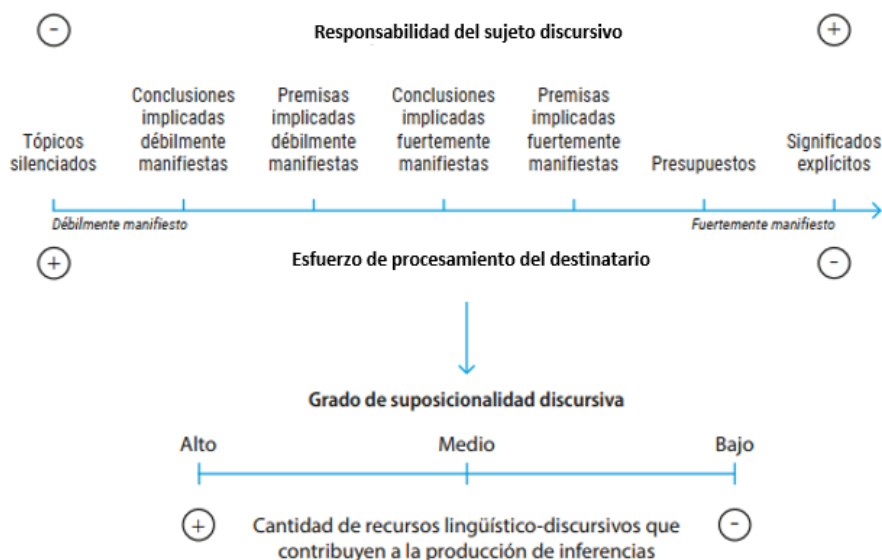 - Responsabilidad del sujeto discursivo +
Tópicos
silenciados
Conclusiones
implicadas
débilmente
manifiestas
Premisas
implicadas
débilmente
manifiestas
Conclusiones
implicadas
fuertemente
manifiestas
Premisas
implicadas
fuertemente
manifiestas
Presupuestos
Significados
explícitos
Débilmente manifiesto
Fuertemente manifiesto
+ Esfuerzo de procesamiento del destinatario -
Grado de suposicionalidad discursiva
Alto Medio Bajo
+ Cantidad de recursos lingüístico-discursivos que -
contribuyen a la producción de inferencias